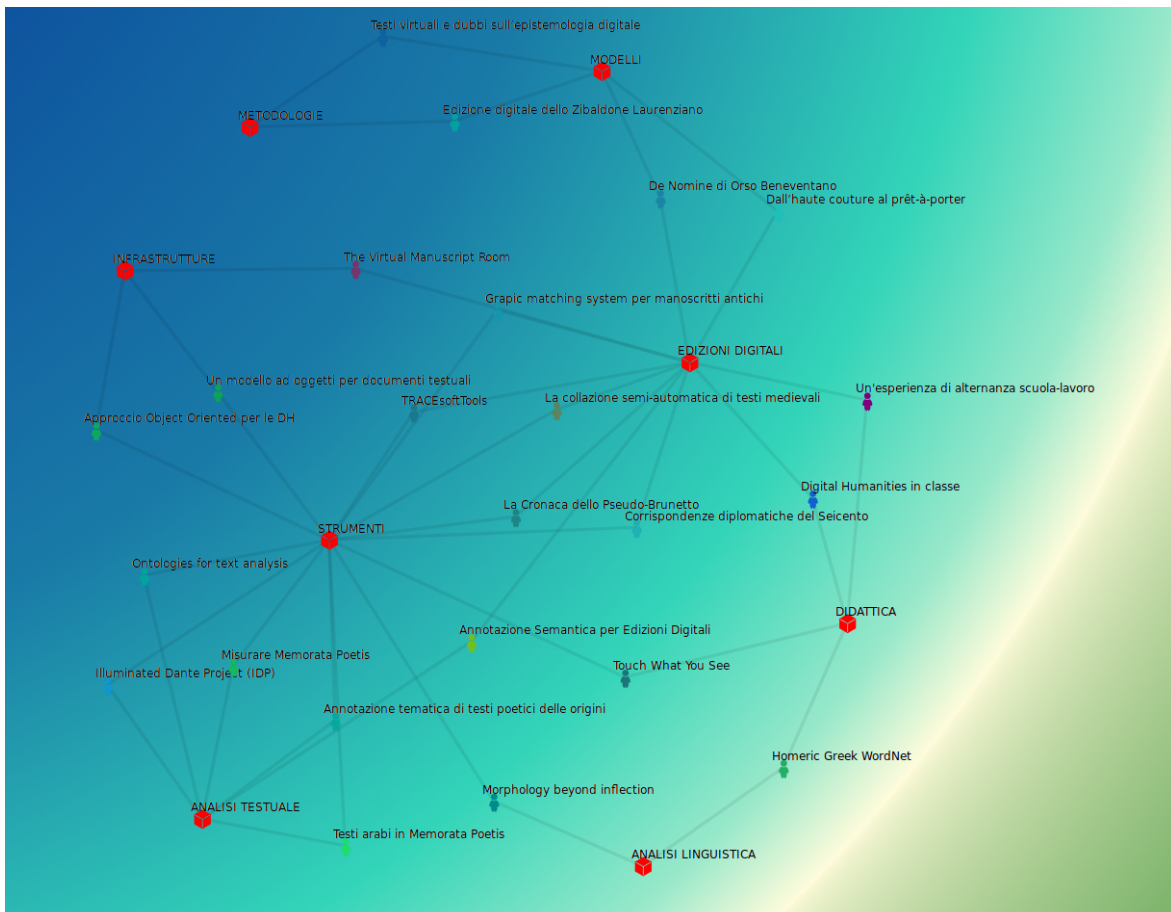 Testi virtuali e dubbi sull'epistemologia digitale
MODELLI
METODOLOGIE
Edizione digitale dello Zibaldone Laurenziano
De Nomine di Orso Beneventano
Dall'haute couture al prêt-à-porter
INFRASTRUTTURE
The Virtual Manuscript Room
Grapic matching system per manoscritti antichi
EDIZIONI DIGITALI
Un modello ad oggetti per documenti testuali
Un'esperienza di alternanza scuola-lavoro
TRACEsoftTools
La collazione semi-automatica di testi medievali
Approccio Object Oriented per le DH
Digital Humanities in classe
La Cronaca dello Pseudo-Brunetto
Corrispondenze diplomatiche del Seicento
STRUMENTI
Ontologies for text analysis
DIDATTICA
Annotazione Semantica per Edizioni Digitali
Misurare Memorata Poetis
Touch What You See
Illuminated Dante Project (IDP)
Annotazione tematica di testi poetici delle origini
Homeric Greek WordNet
Morphology beyond inflection
ANALISI TESTUALE
Testi arabi in Memorata Poetis
ANALISI LINGUISTICA